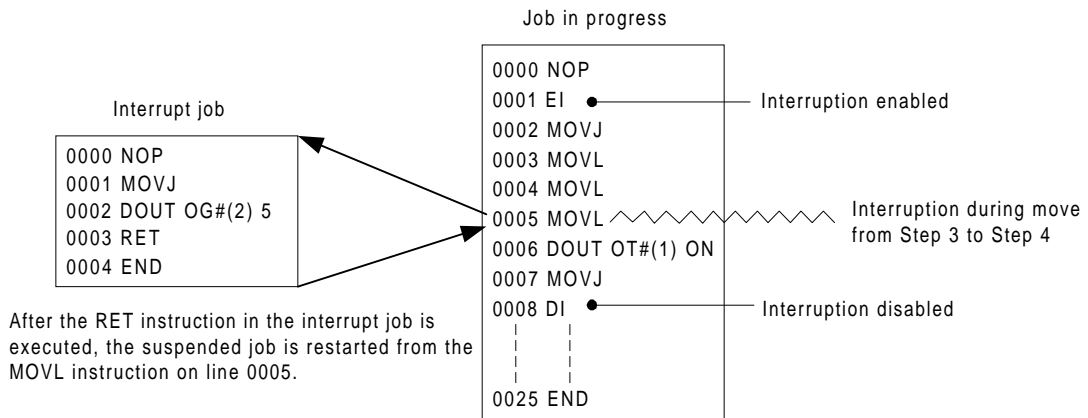 Job in progress
0000 NOP
0001 EI
Interruption enabled
0002 MOVJ
0003 MOVL
0004 MOVL
0005 MOVL
Interruption during move
from Step 3 to Step 4
0006 DOUT OT#(1) ON
0007 MOVJ
0008 DI
Interruption disabled
0025 END
Interrupt job
0000 NOP
0001 MOVJ
0002 DOUT OG#(2) 5
0003 RET
0004 END
After the RET instruction in the interrupt job is
executed, the suspended job is restarted from the
MOVL instruction on line 0005.